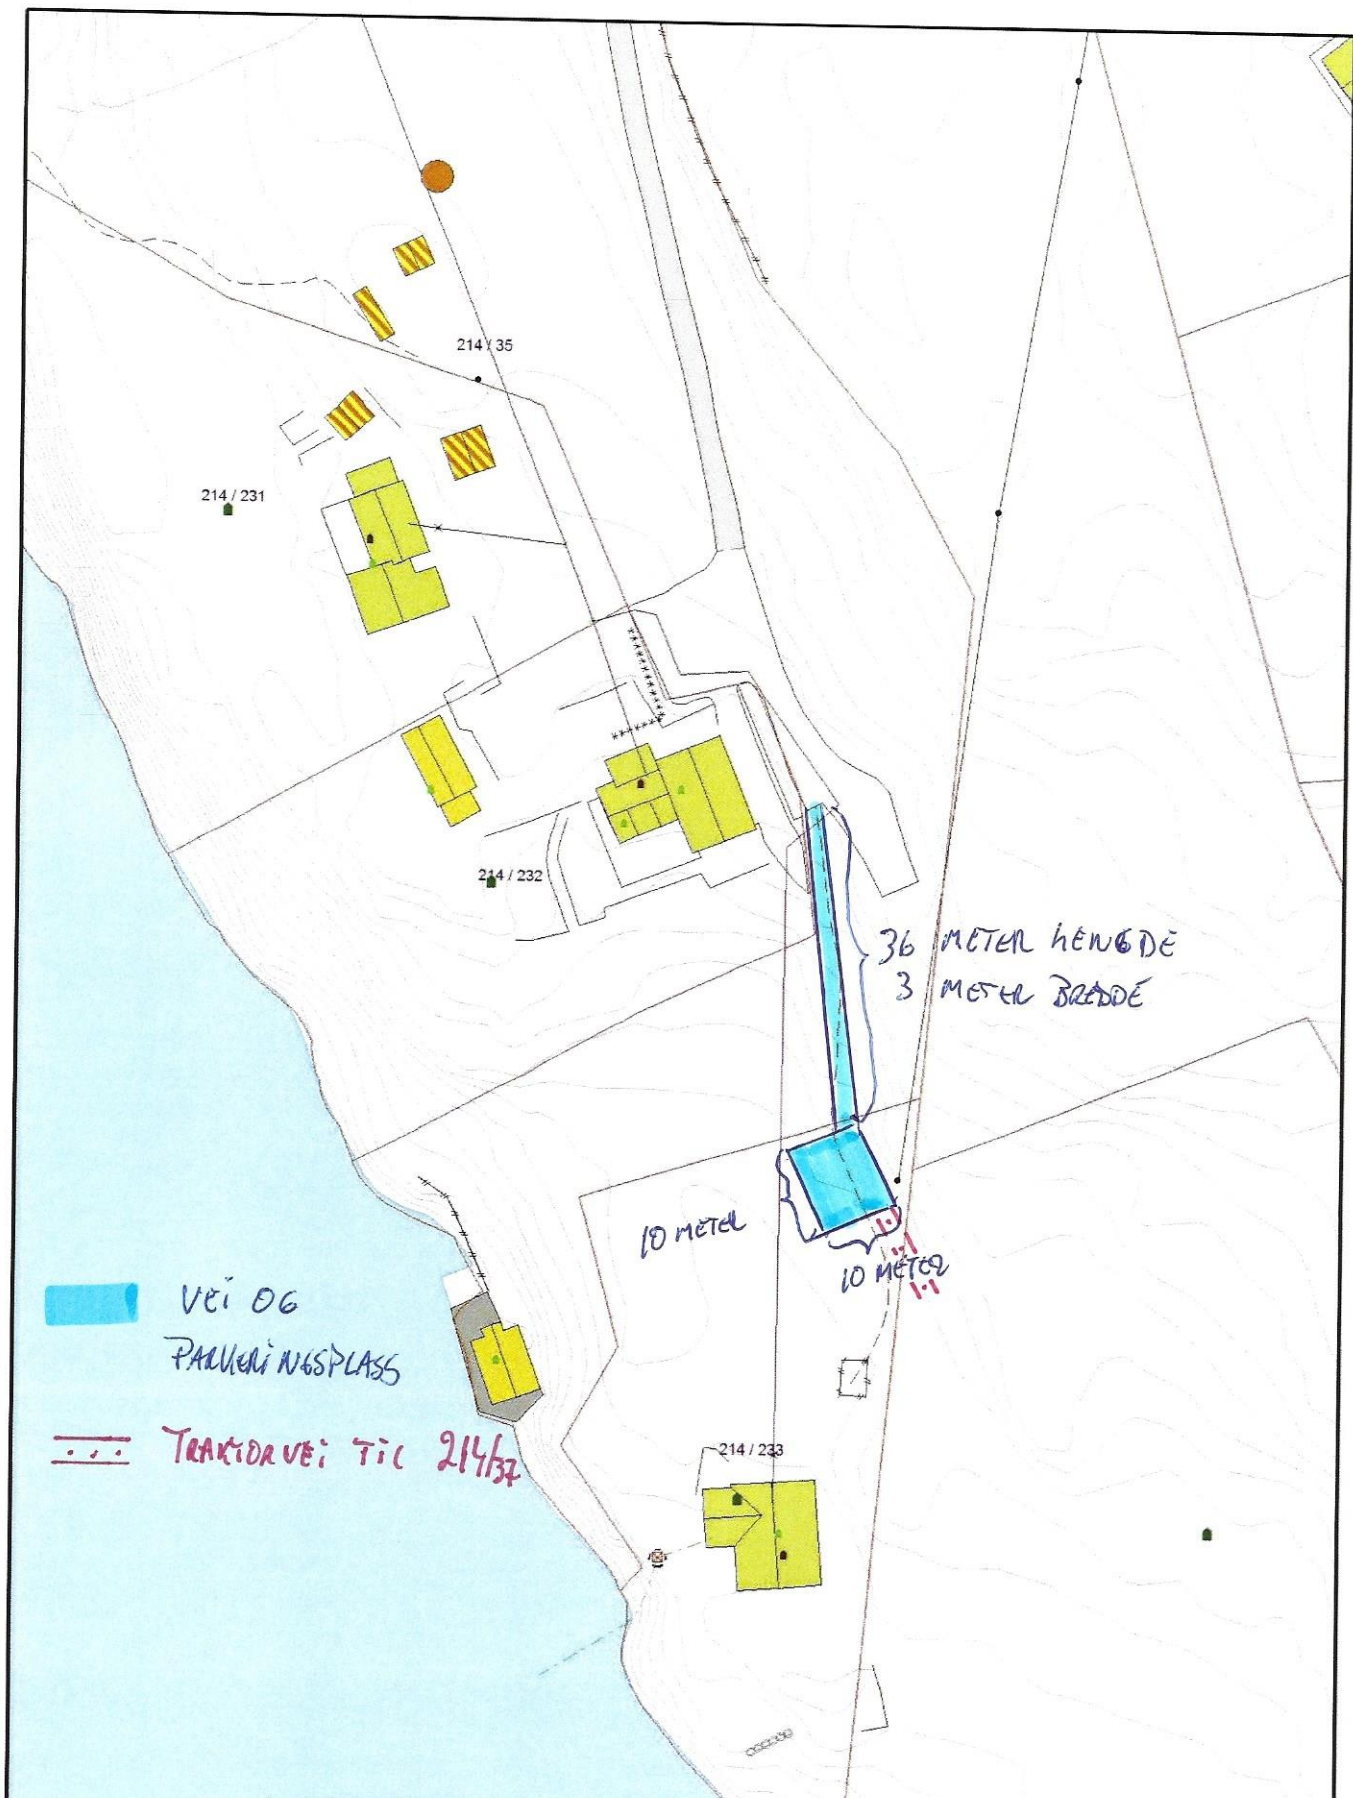 214 / 35
214 / 231
214 / 232
36 METER LENGDE
3 METER BREDDE
10 METER
10 METER
VEI OG
PARKERINGSPLASS
TRAKTORVEI TIL 214/37
214 / 233